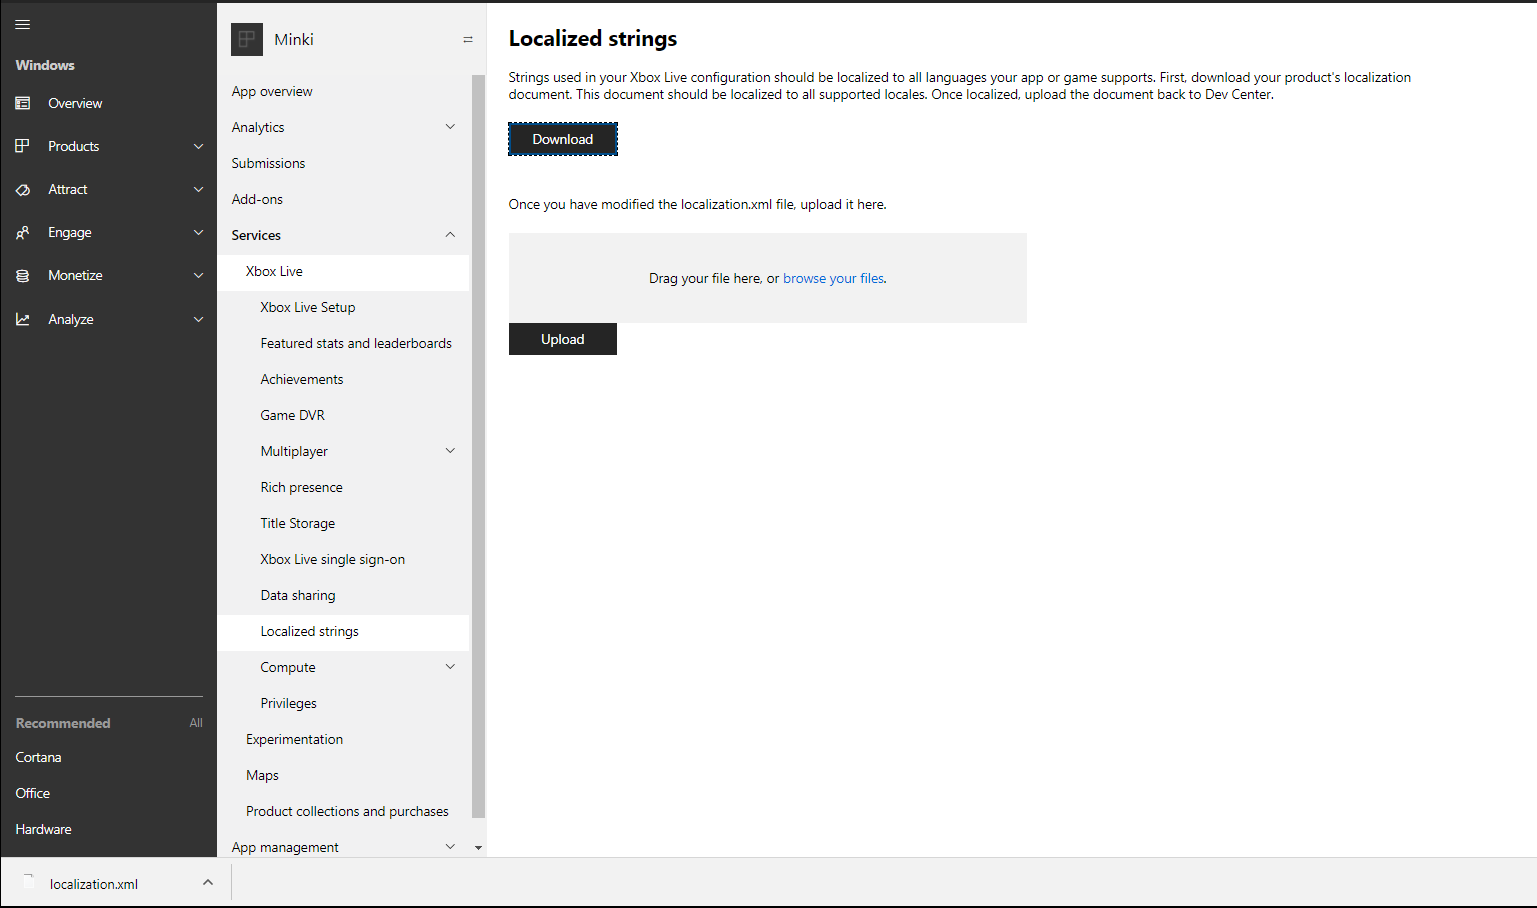 Windows
Overview
Products
Attract
Engage
Monetize
Analyze
Recommended All
Cortana
Office
Hardware
Minki
App overview
Analytics
Submissions
Add-ons
Services
Xbox Live
Xbox Live Setup
Featured stats and leaderboards
Achievements
Game DVR
Multiplayer
Rich presence
Title Storage
Xbox Live single sign-on
Data sharing
Localized strings
Compute
Privileges
Experimentation
Maps
Product collections and purchases
App management
Localized strings
Strings used in your Xbox Live configuration should be localized to all languages your app or game supports. First, download your product's localization
document. This document should be localized to all supported locales. Once localized, upload the document back to Dev Center.
Download
Once you have modified the localization.xml file, upload it here.
Drag your file here, or browse your files.
Upload
localization.xml